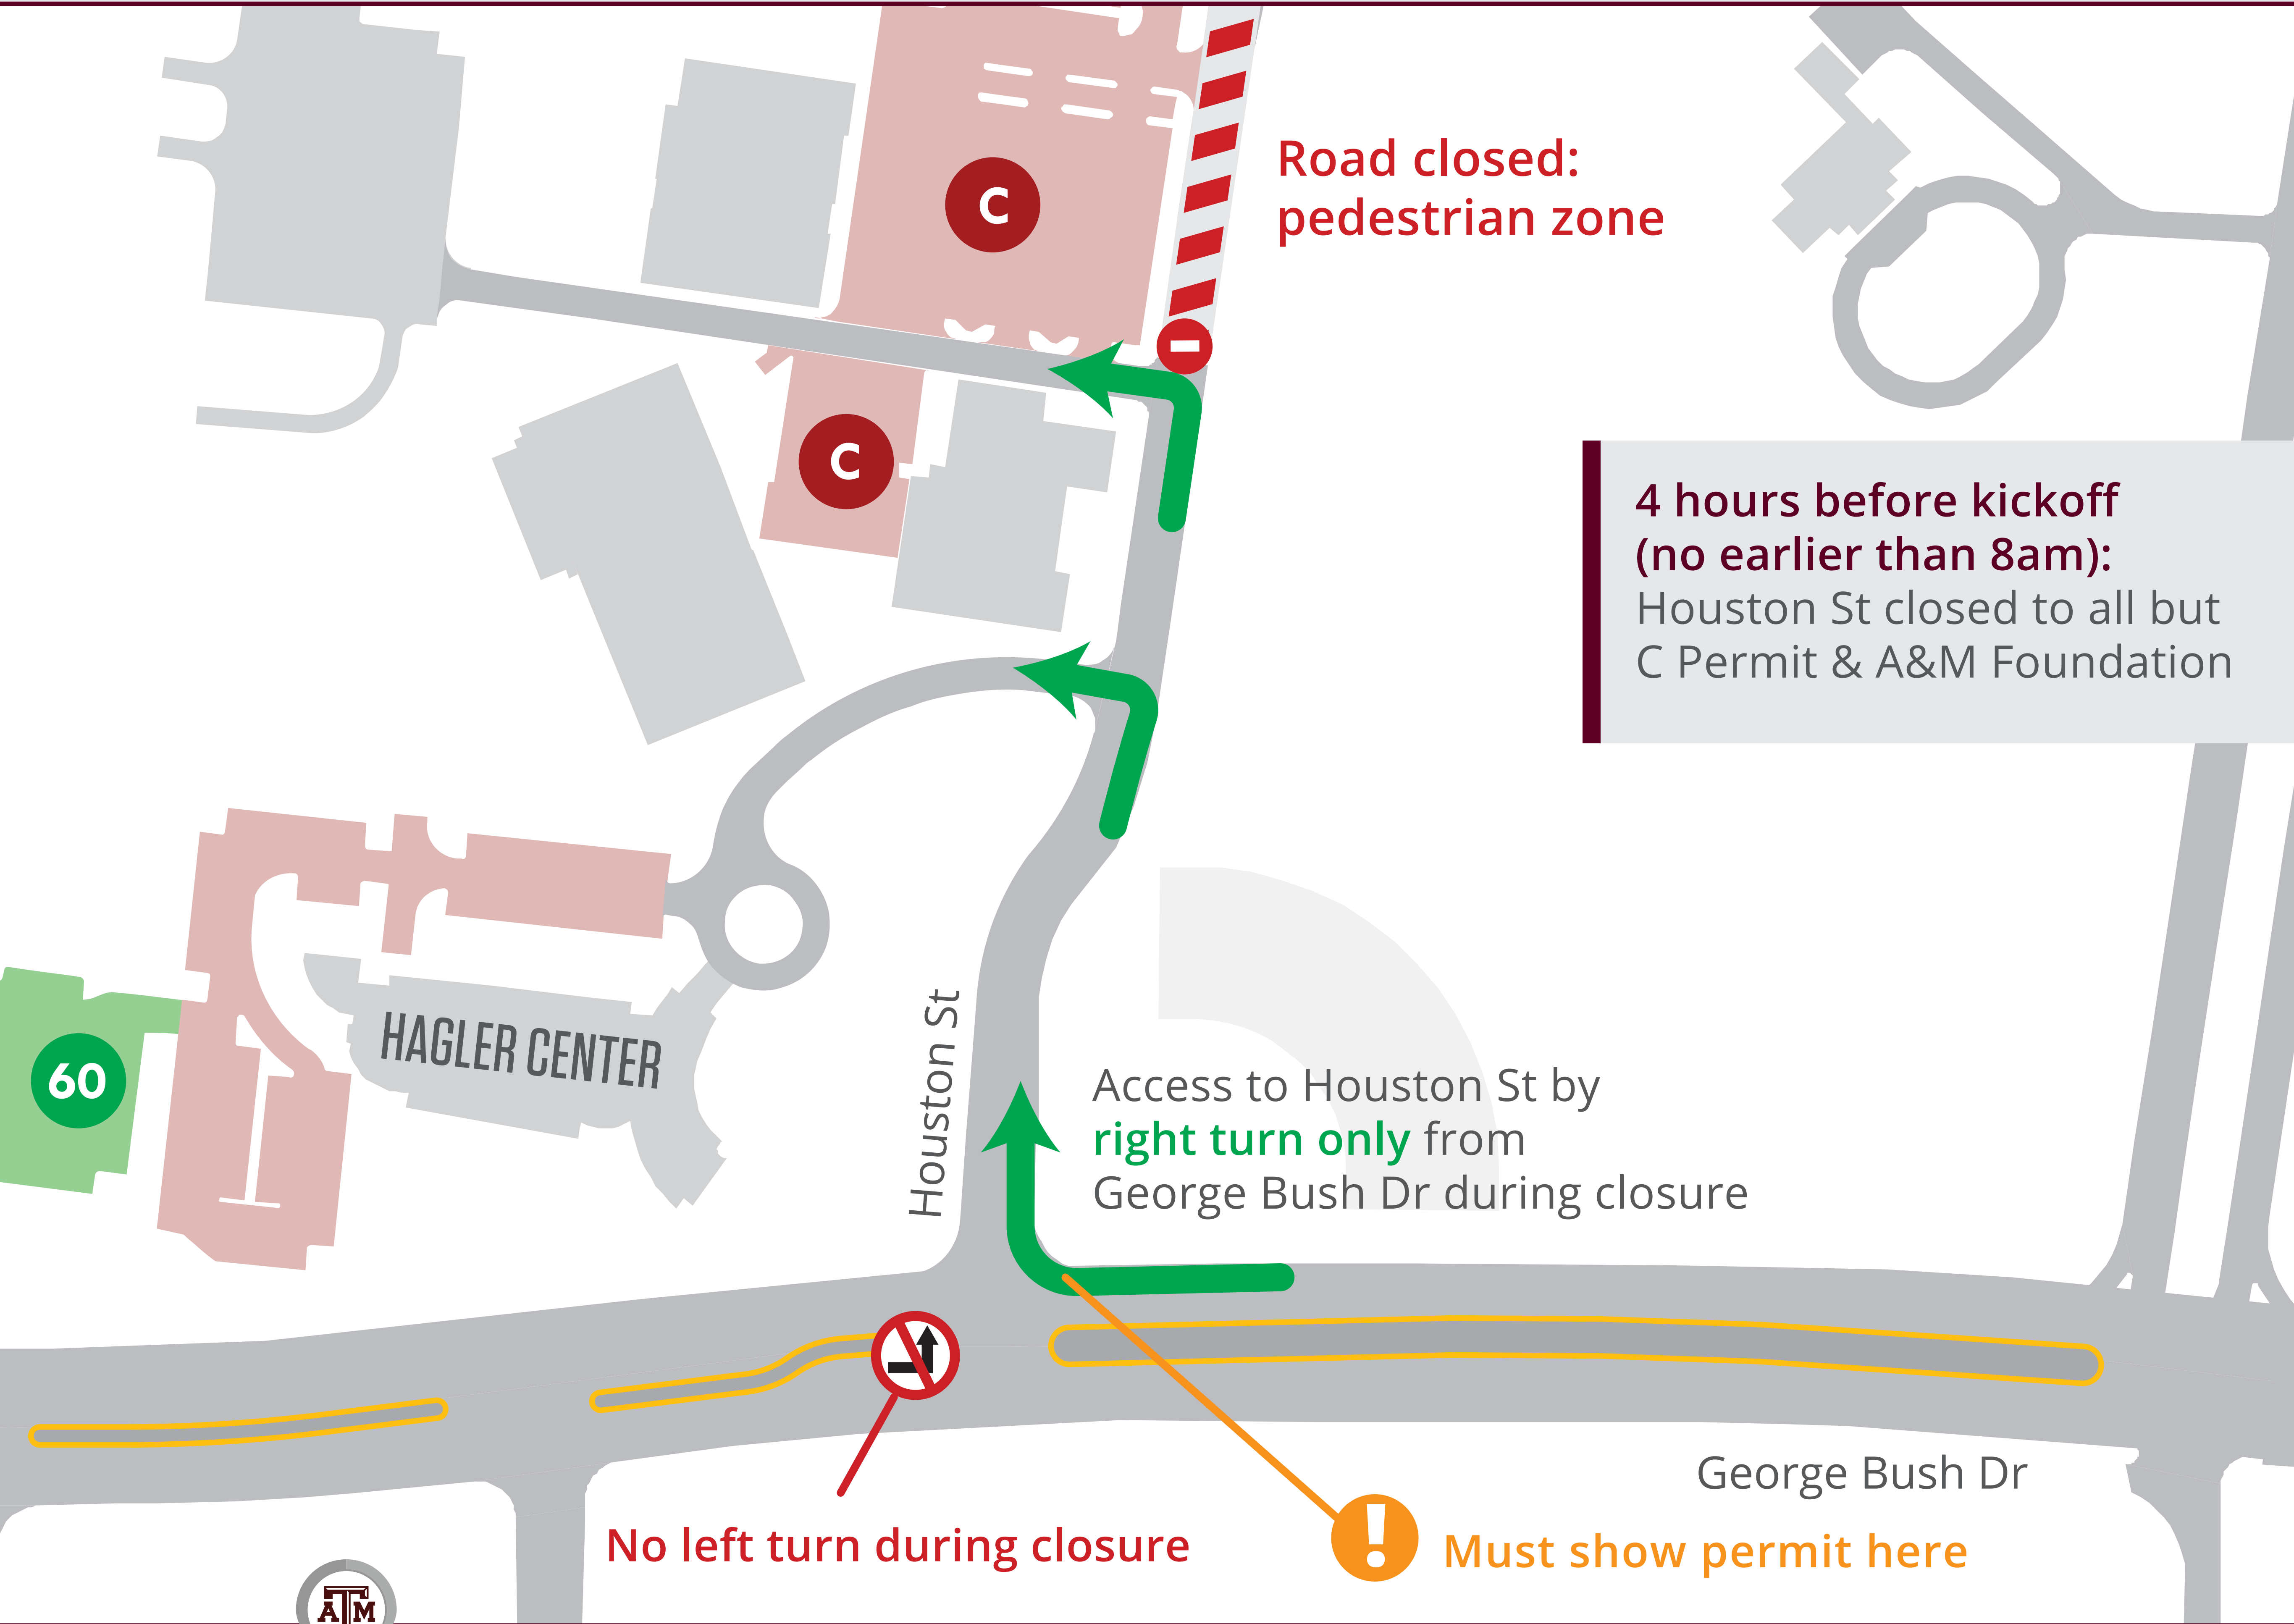 C
Road closed:
pedestrian zone
C
4 hours before kickoff
(no earlier than 8am):
Houston St closed to all but
C Permit & A&M Foundation
HAGLER CENTER
60
Houston St
Access to Houston St by
right turn only from
George Bush Dr during closure
George Bush Dr
No left turn during closure
! Must show permit here
ATM